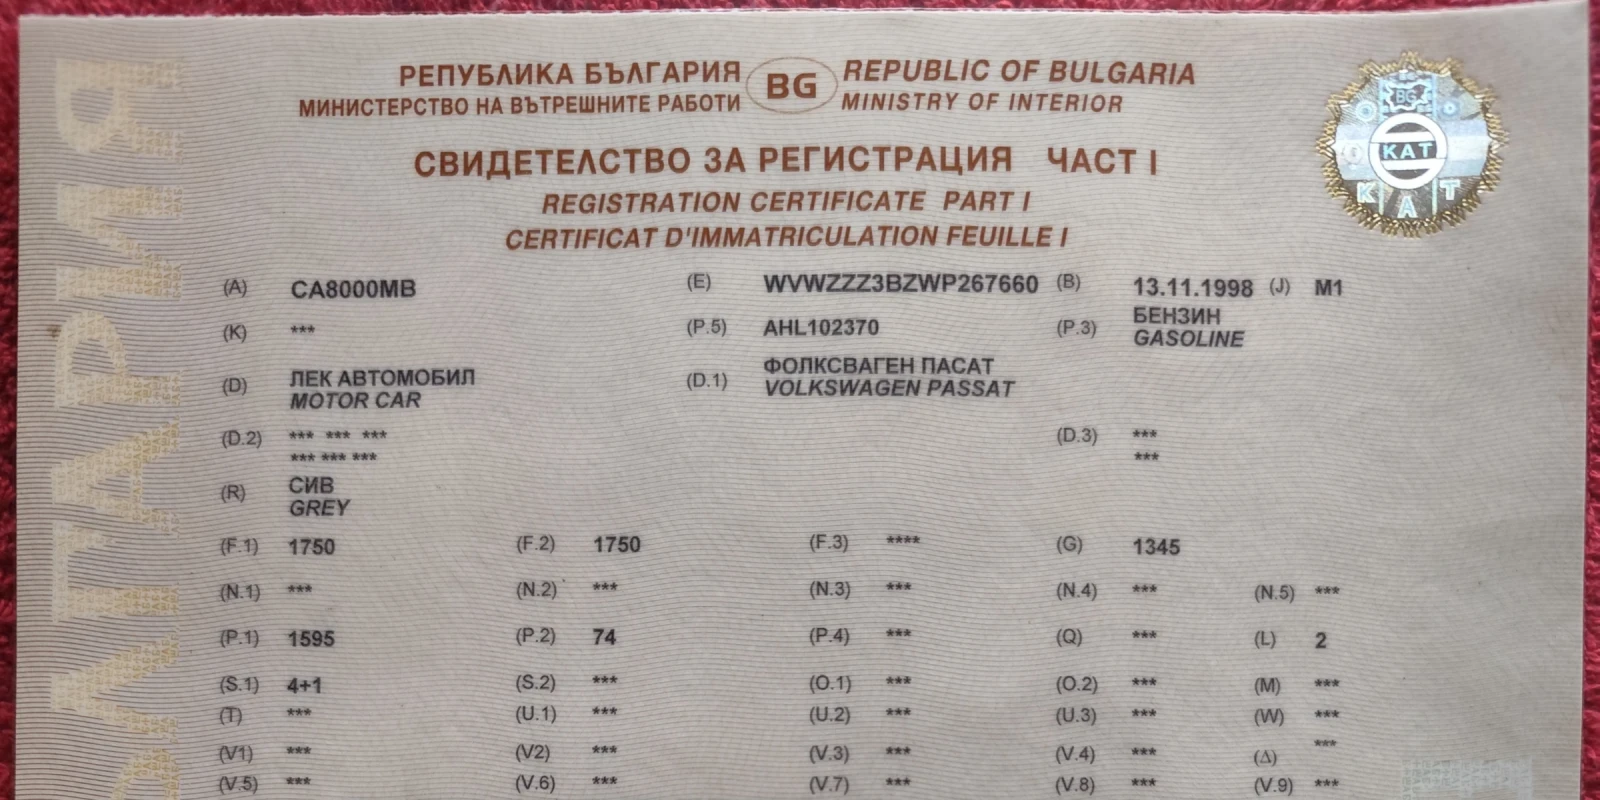 РЕПУБЛИКА БЪЛГАРИЯ BG REPUBLIC OF BULGARIA
МИНИСТЕРСТВО НА ВЪТРЕШНИТЕ РАБОТИ MINISTRY OF INTERIOR
СВИДЕТЕЛСТВО ЗА РЕГИСТРАЦИЯ ЧАСТ I
REGISTRATION CERTIFICATE PART I
CERTIFICAT D'IMMATRICULATION FEUILLE I
BG
КАТ
К А Т
(A) CA8000MB (E) WVWZZZ3BZWP267660 (B) 13.11.1998 (J) M1
(K) *** (P.5) AHL102370 (P.3) БЕНЗИН
GASOLINE
(D) ЛЕК АВТОМОБИЛ (D.1) ФОЛКСВАГЕН ПАСАТ
MOTOR CAR VOLKSWAGEN PASSAT
(D.2) *** *** *** (D.3) ***
*** *** *** ***
(R) СИВ
GREY
(F.1) 1750 (F.2) 1750 (F.3) **** (G) 1345
(N.1) *** (N.2) *** (N.3) *** (N.4) *** (N.5) ***
(P.1) 1595 (P.2) 74 (P.4) *** (Q) *** (L) 2
(S.1) 4+1 (S.2) *** (O.1) *** (O.2) *** (M) ***
(T) *** (U.1) *** (U.2) *** (U.3) *** (W) ***
(V1) *** (V2) *** (V.3) *** (V.4) *** (Δ) ***
(V.5) *** (V.6) *** (V.7) *** (V.8) *** (V.9) ***